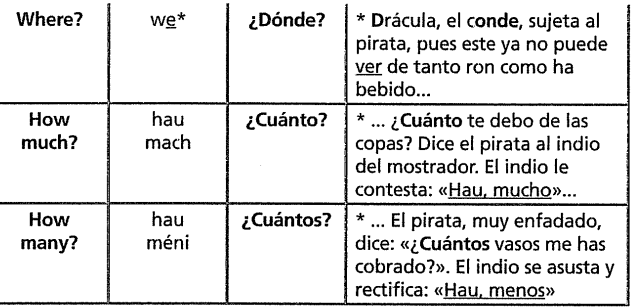 Where?
we*
¿Dónde?
* Drácula, el conde, sujeta al
pirata, pues este ya no puede
ver de tanto ron como ha
bebido...
How
much?
hau
mach
¿Cuánto?
* ... ¿Cuánto te debo de las
copas? Dice el pirata al indio
del mostrador. El indio le
contesta: «Hau, mucho»...
How
many?
hau
méni
¿Cuántos?
* ... El pirata, muy enfadado,
dice: «¿Cuántos vasos me has
cobrado?». El indio se asusta y
rectifica: «Hau, menos»